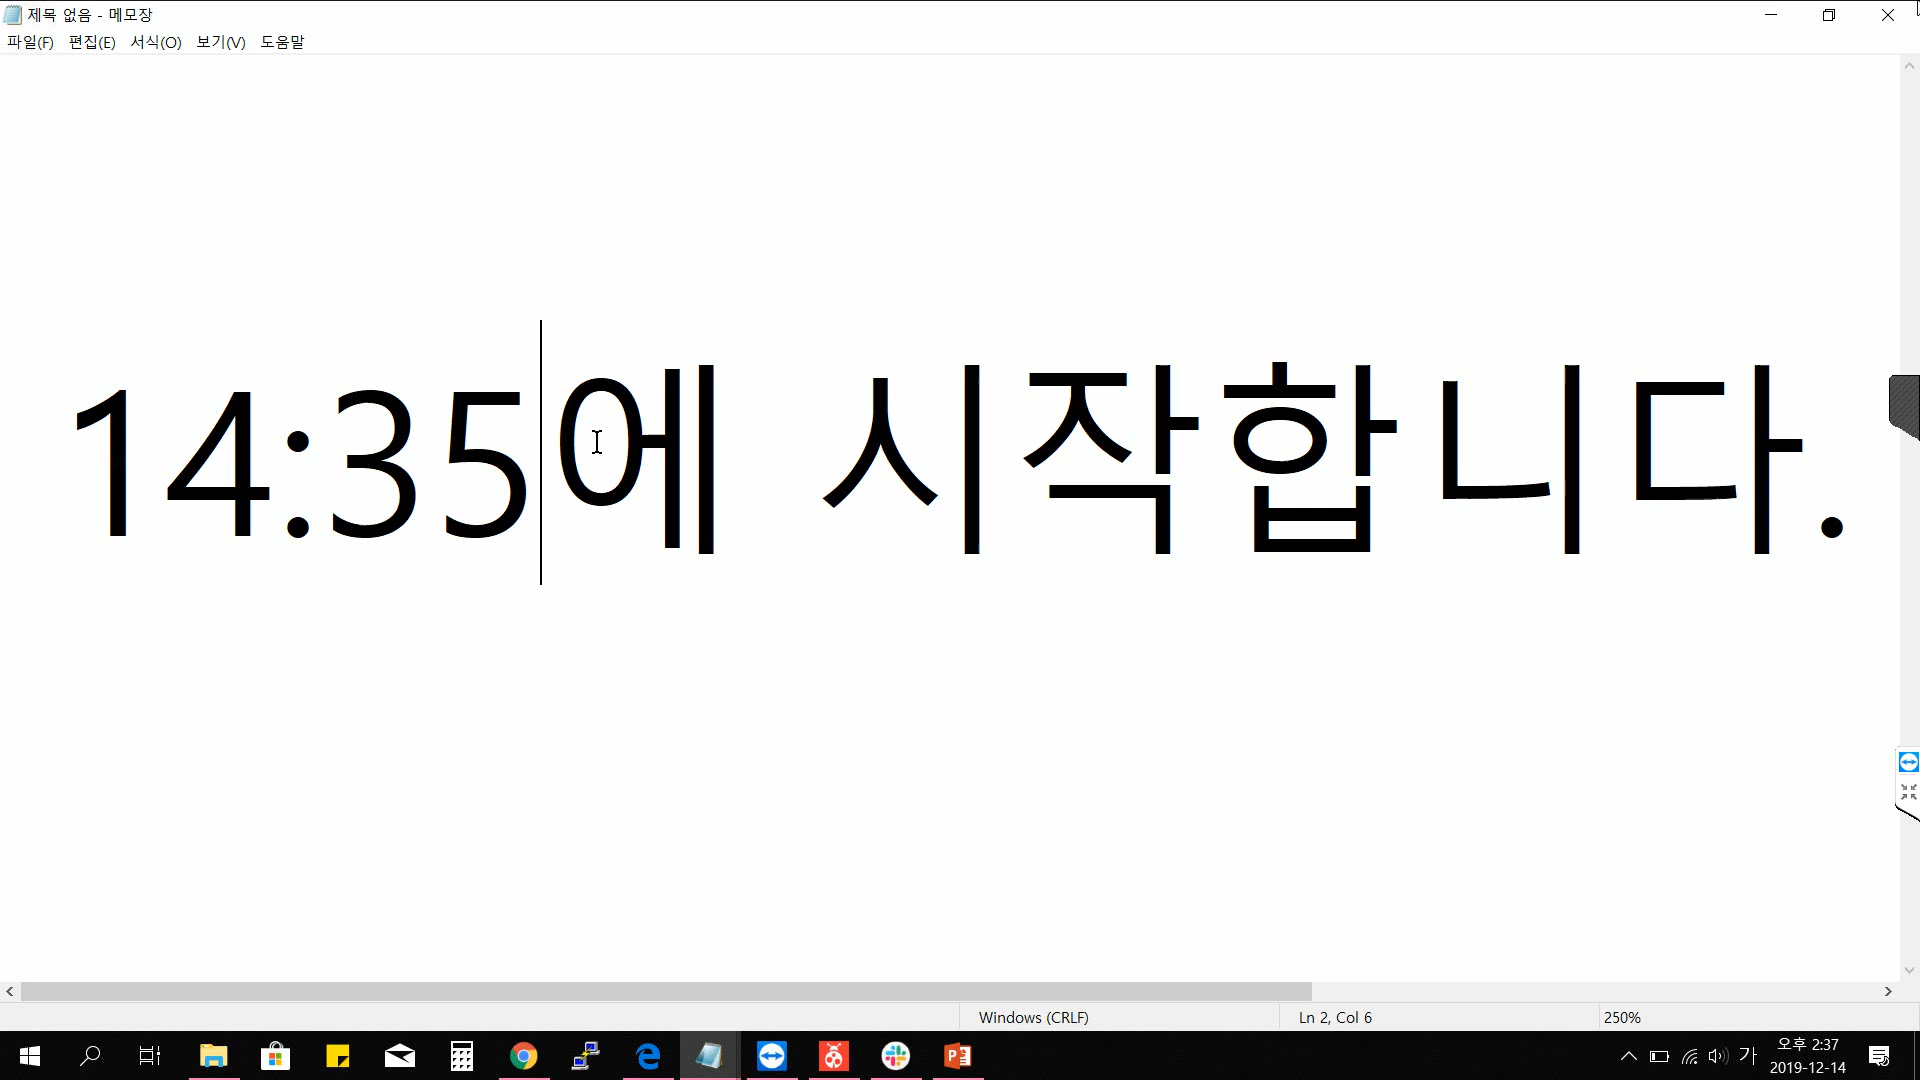 제목 없음 - 메모장
파일(F) 편집(E) 서식(O) 보기(V) 도움말
14:35에 시작합니다.
Windows (CRLF) Ln 2, Col 6 250%
가 오후 2:37
2019-12-14